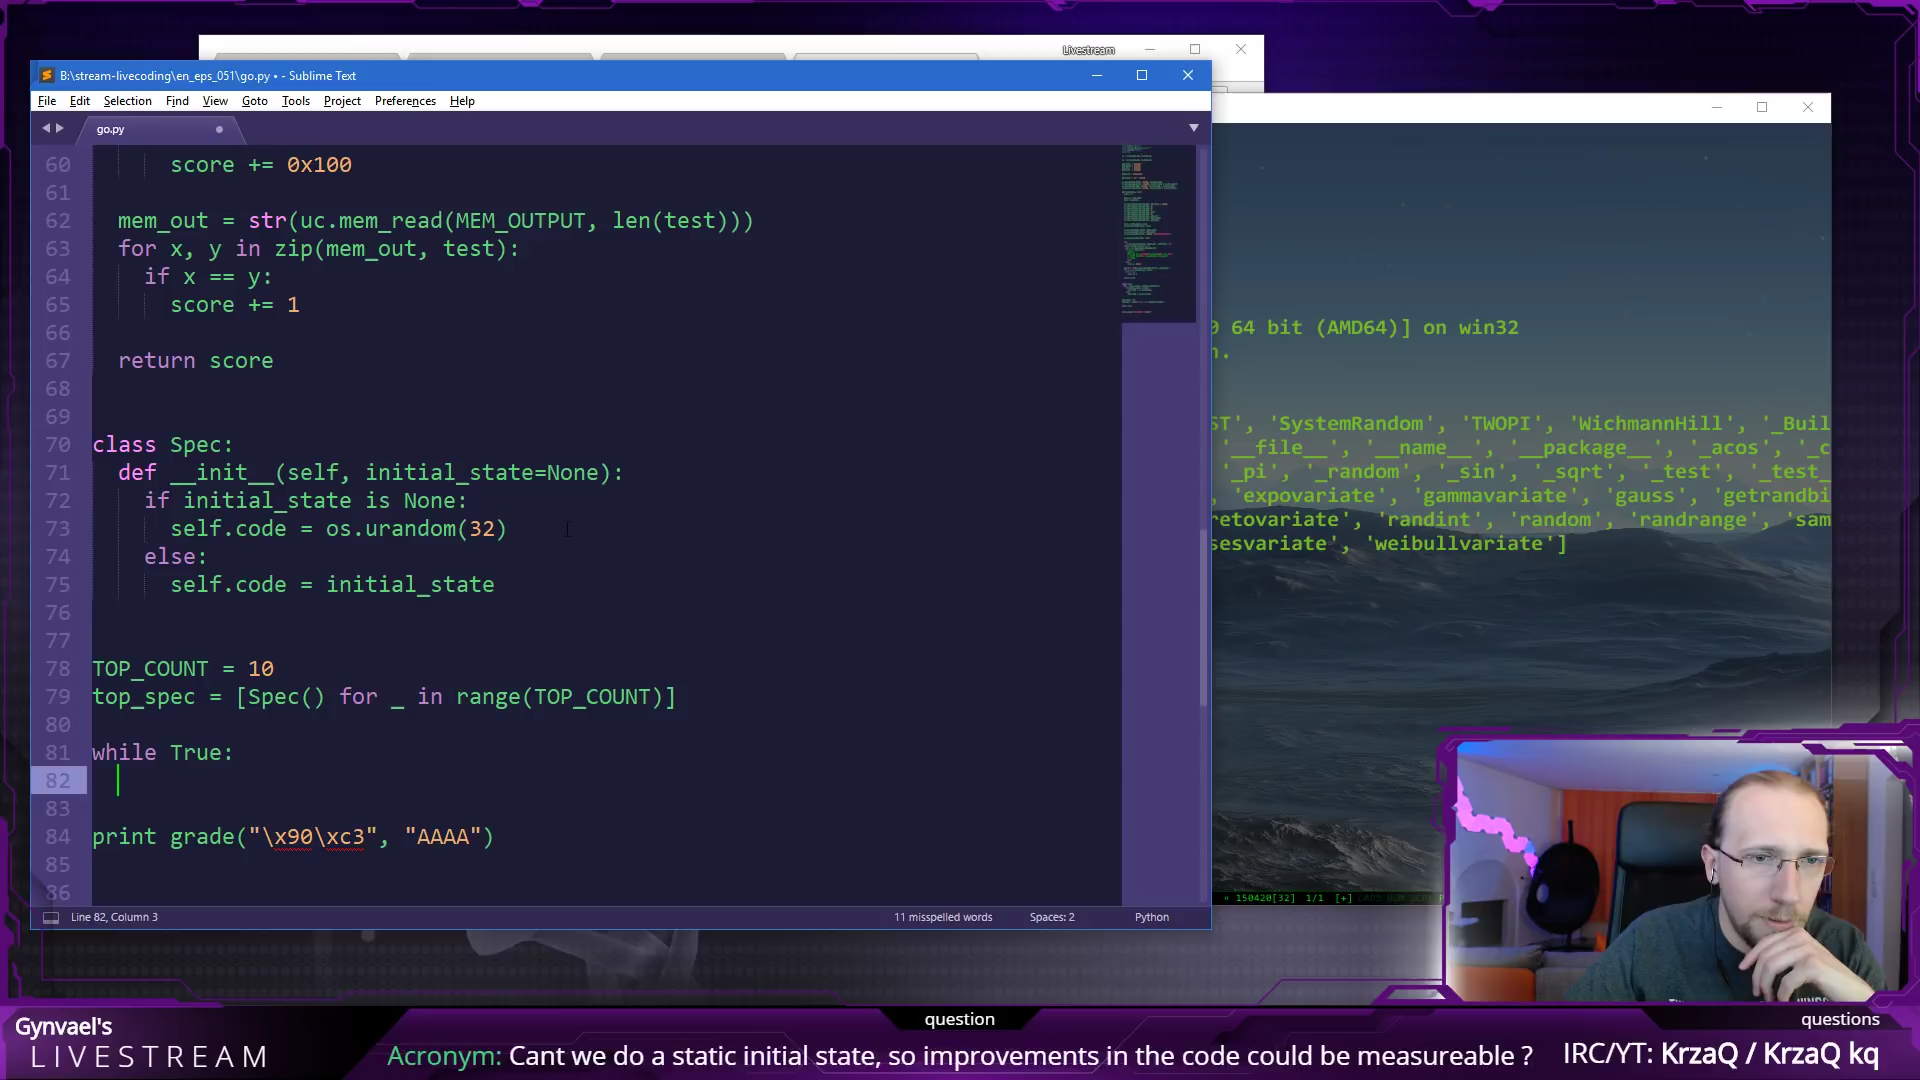 Livestream
B:\stream-livecoding\en_eps_051\go.py • - Sublime Text
File Edit Selection Find View Goto Tools Project Preferences Help
go.py
60 score += 0x100
61
62 mem_out = str(uc.mem_read(MEM_OUTPUT, len(test)))
63 for x, y in zip(mem_out, test):
64 if x == y:
65 score += 1
66
67 return score
68
69
70 class Spec:
71 def __init__(self, initial_state=None):
72 if initial_state is None:
73 self.code = os.urandom(32)
74 else:
75 self.code = initial_state
76
77
78 TOP_COUNT = 10
79 top_spec = [Spec() for _ in range(TOP_COUNT)]
80
81 while True:
82
83
84 print grade("\x90\xc3", "AAAA")
85
86
Line 82, Column 3
11 misspelled words
Spaces: 2
Python
64 bit (AMD64)] on win32
n.
ST', 'SystemRandom', 'TWOPI', 'WichmannHill', '_Buil
'__file__', '__name__', '__package__', '_acos', '_c
'_pi', '_random', '_sin', '_sqrt', '_test', '_test_
, 'expovariate', 'gammavariate', 'gauss', 'getrandbi
retovariate', 'randint', 'random', 'randrange', 'sam
sesvariate', 'weibullvariate']
« 150420[32] 1/1 [+]
Gynvael's
LIVESTREAM
question
Acronym: Cant we do a static initial state, so improvements in the code could be measureable ?
questions
IRC/YT: KrzaQ / KrzaQ kq